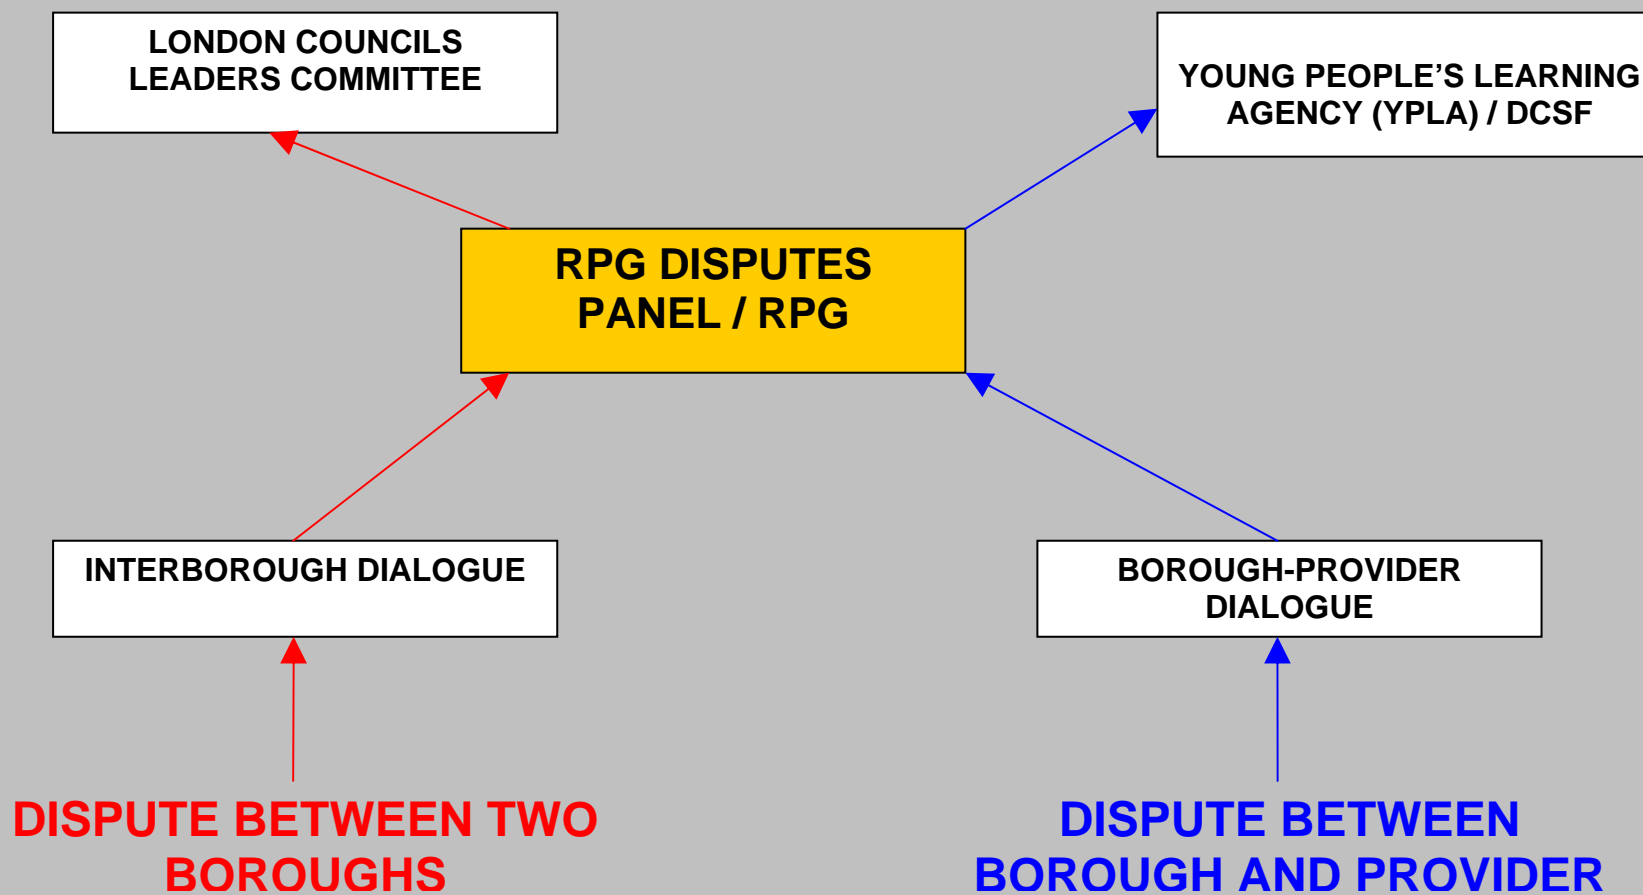 LONDON COUNCILS
LEADERS COMMITTEE
YOUNG PEOPLE’S LEARNING
AGENCY (YPLA) / DCSF
RPG DISPUTES
PANEL / RPG
INTERBOROUGH DIALOGUE
BOROUGH-PROVIDER
DIALOGUE
DISPUTE BETWEEN TWO
BOROUGHS
DISPUTE BETWEEN
BOROUGH AND PROVIDER